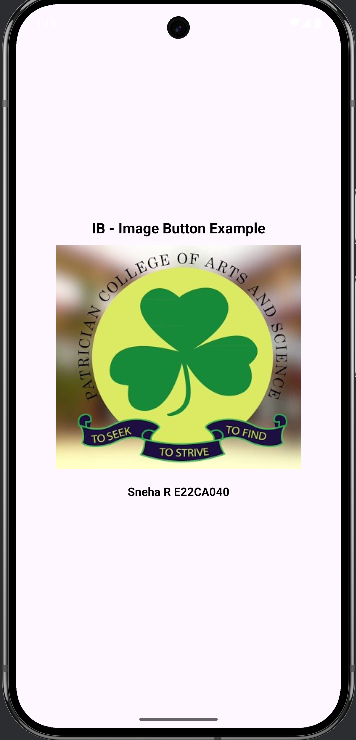 IB - Image Button Example
PATRICIAN COLLEGE OF ARTS AND SCIENCE
TO SEEK
TO STRIVE
TO FIND
Sneha R E22CA040